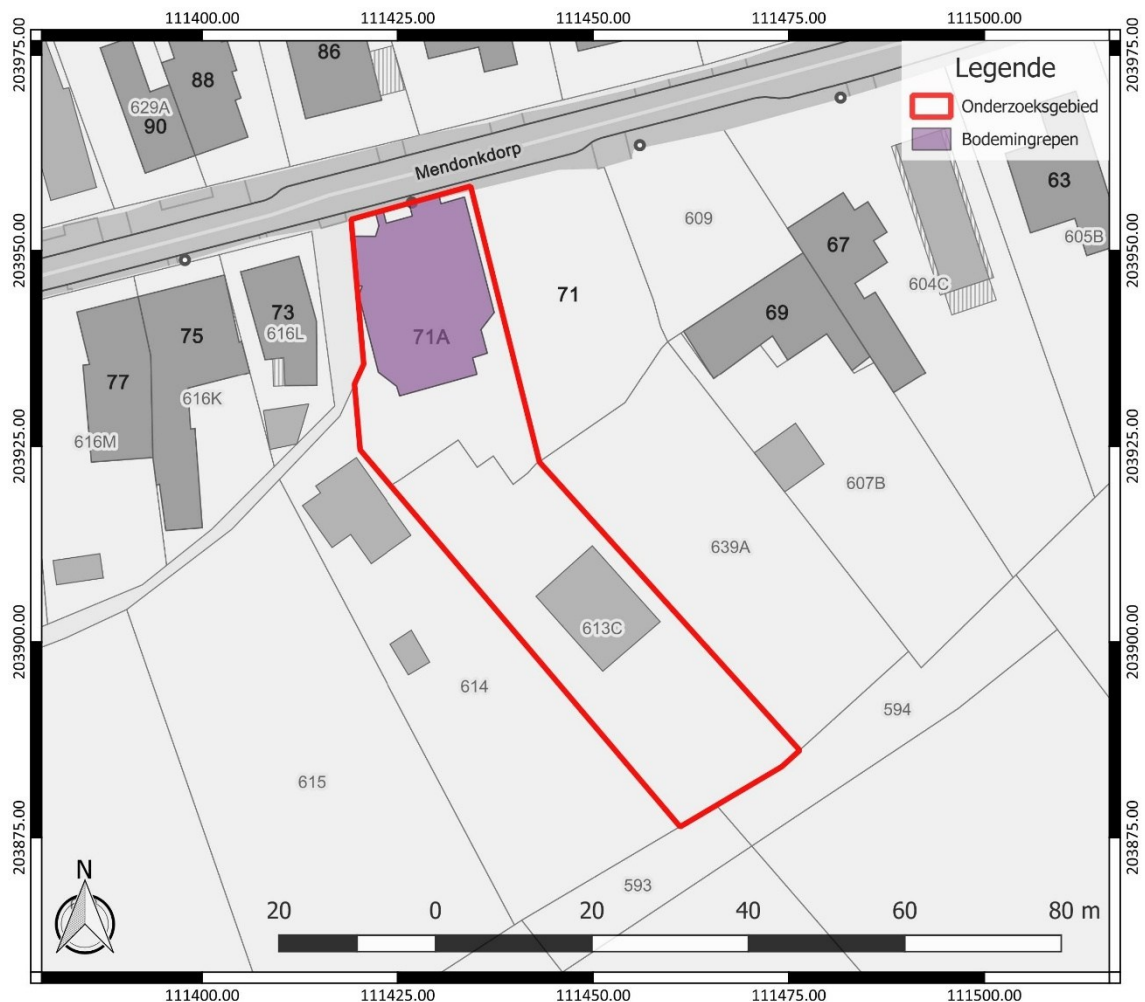 111400.00 111425.00 111450.00 111475.00 111500.00
203975.00
203975.00
Legende
Onderzoeksgebied
Bodemingrepen
86
88
629A
90
Mendonkdorp
63
605B
609
67
604C
203950.00
203950.00
71
73
616L
75
71A
69
77
616K
616M
203925.00
203925.00
607B
639A
613C
203900.00
203900.00
614
594
615
203875.00
203875.00
593
N
20 0 20 40 60 80 m
111400.00 111425.00 111450.00 111475.00 111500.00